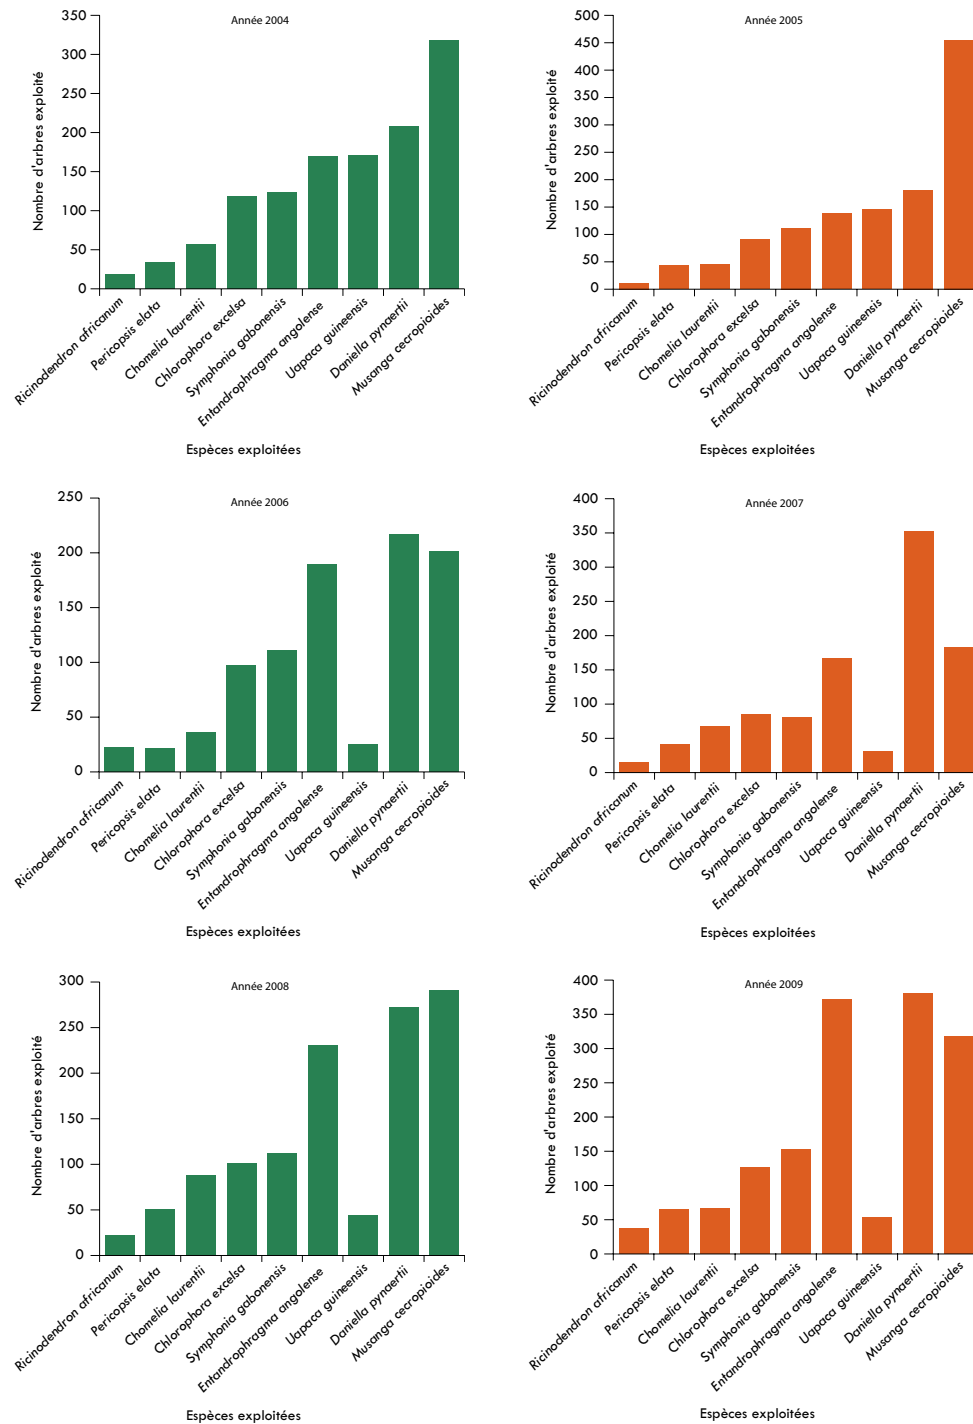 Année 2004
Nombre d'arbres exploité
350
300
250
200
150
100
50
0
Ricinodendron africanum
Pericopsis elata
Chomelia laurentii
Chlorophora excelsa
Symphonia gabonensis
Entandrophragma angolense
Uapaca guineensis
Daniella pynaertii
Musanga cecropioides
Espèces exploitées
Année 2005
Nombre d'arbres exploité
500
450
400
350
300
250
200
150
100
50
0
Ricinodendron africanum
Pericopsis elata
Chomelia laurentii
Chlorophora excelsa
Symphonia gabonensis
Entandrophragma angolense
Uapaca guineensis
Daniella pynaertii
Musanga cecropioides
Espèces exploitées
Année 2006
Nombre d'arbres exploité
250
200
150
100
50
0
Ricinodendron africanum
Pericopsis elata
Chomelia laurentii
Chlorophora excelsa
Symphonia gabonensis
Entandrophragma angolense
Uapaca guineensis
Daniella pynaertii
Musanga cecropioides
Espèces exploitées
Année 2007
Nombre d'arbres exploité
400
350
300
250
200
150
100
50
0
Ricinodendron africanum
Pericopsis elata
Chomelia laurentii
Chlorophora excelsa
Symphonia gabonensis
Entandrophragma angolense
Uapaca guineensis
Daniella pynaertii
Musanga cecropioides
Espèces exploitées
Année 2008
Nombre d'arbres exploité
300
250
200
150
100
50
0
Ricinodendron africanum
Pericopsis elata
Chomelia laurentii
Chlorophora excelsa
Symphonia gabonensis
Entandrophragma angolense
Uapaca guineensis
Daniella pynaertii
Musanga cecropioides
Espèces exploitées
Année 2009
Nombre d'arbres exploité
400
350
300
150
100
50
0
Ricinodendron africanum
Pericopsis elata
Chomelia laurentii
Chlorophora excelsa
Symphonia gabonensis
Entandrophragma angolense
Uapaca guineensis
Daniella pynaertii
Musanga cecropioides
Espèces exploitées